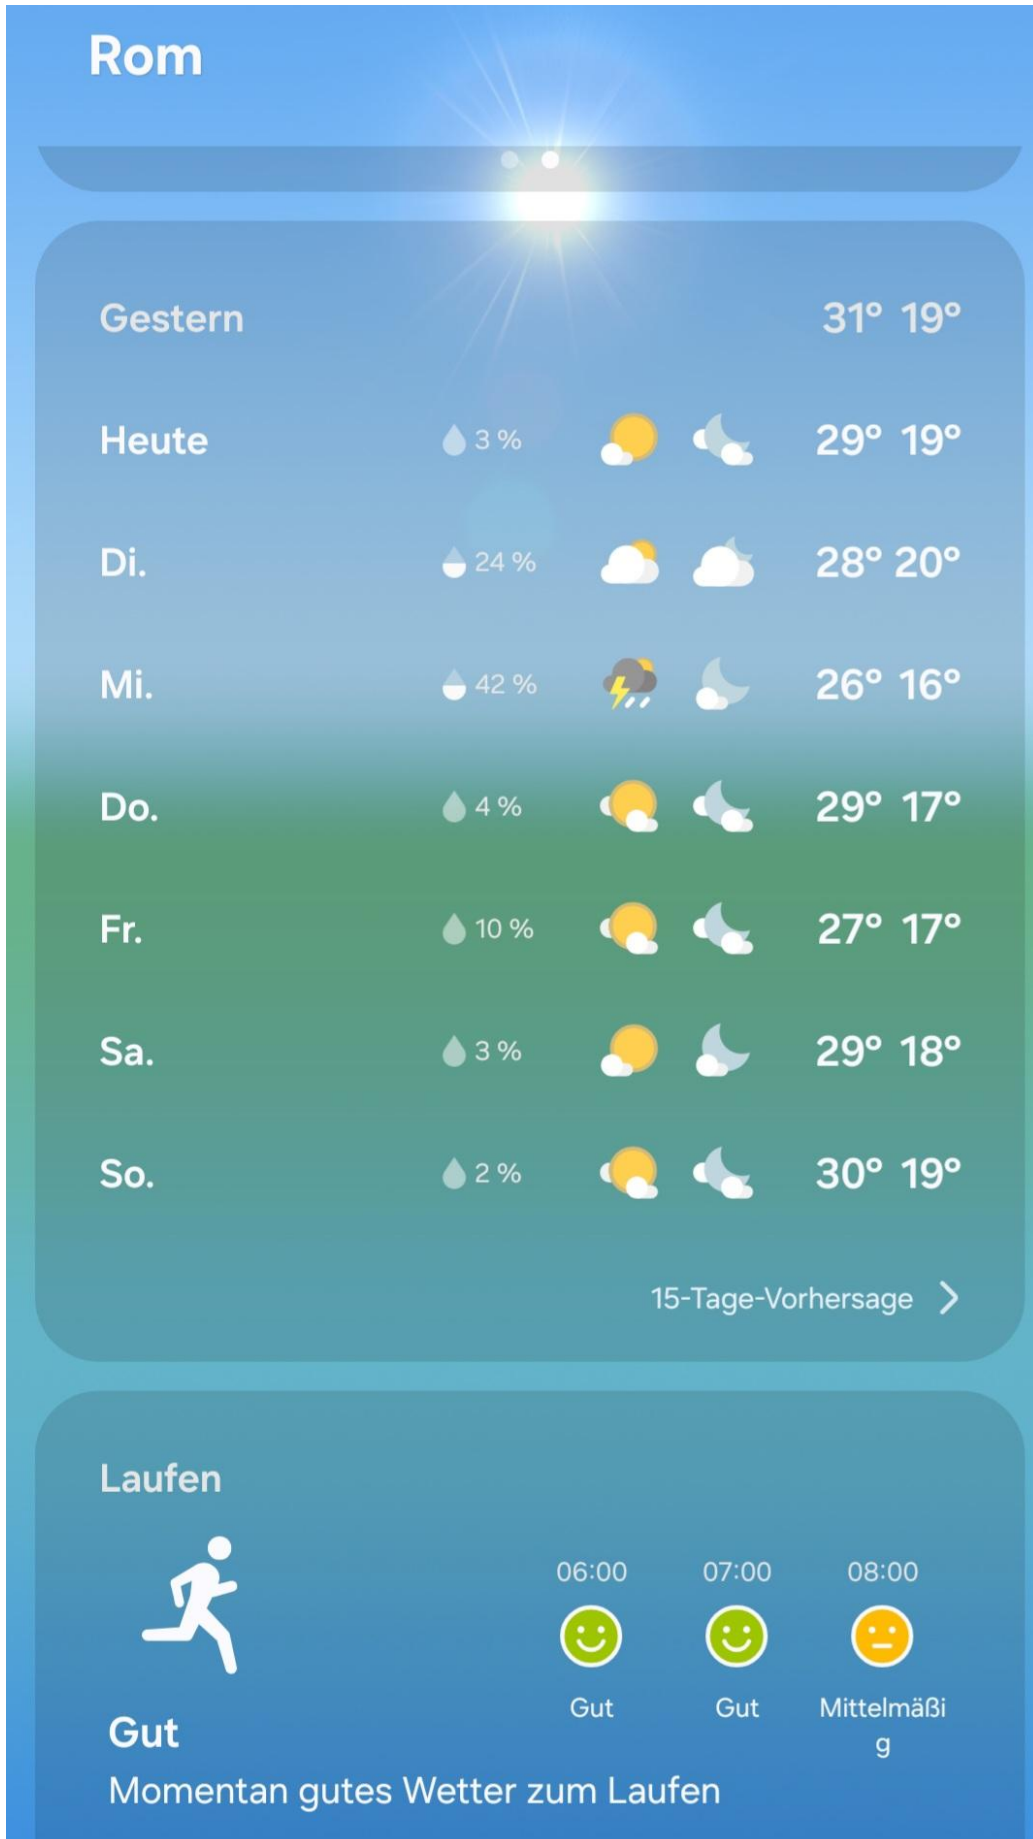 Rom
Gestern 31° 19°
Heute 3 % 29° 19°
Di. 24 % 28° 20°
Mi. 42 % 26° 16°
Do. 4 % 29° 17°
Fr. 10 % 27° 17°
Sa. 3 % 29° 18°
So. 2 % 30° 19°
15-Tage-Vorhersage
Laufen
06:00 07:00 08:00
Gut Gut Mittelmäßi
g
Gut
Momentan gutes Wetter zum Laufen